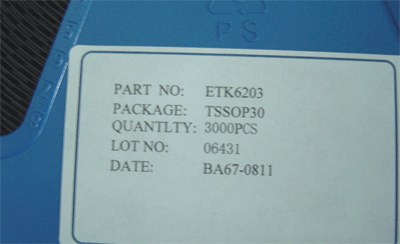 PS
PART NO: ETK6203
PACKAGE: TSSOP30
QUANTLTY: 3000PCS
LOT NO: 06431
DATE: BA67-0811